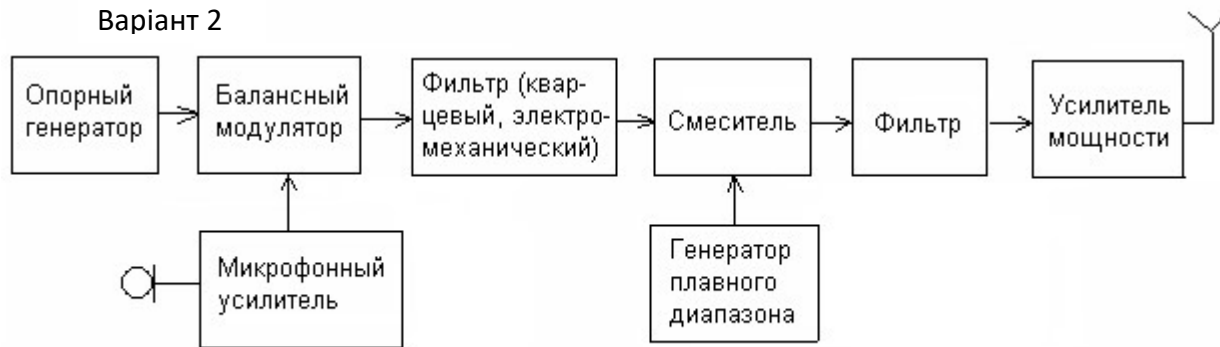 Варіант 2
Опорный
генератор
Балансный
модулятор
Фильтр (квар-
цевый, электро-
механический)
Смеситель
Фильтр
Усилитель
мощности
Микрофонный
усилитель
Генератор
плавного
диапазона